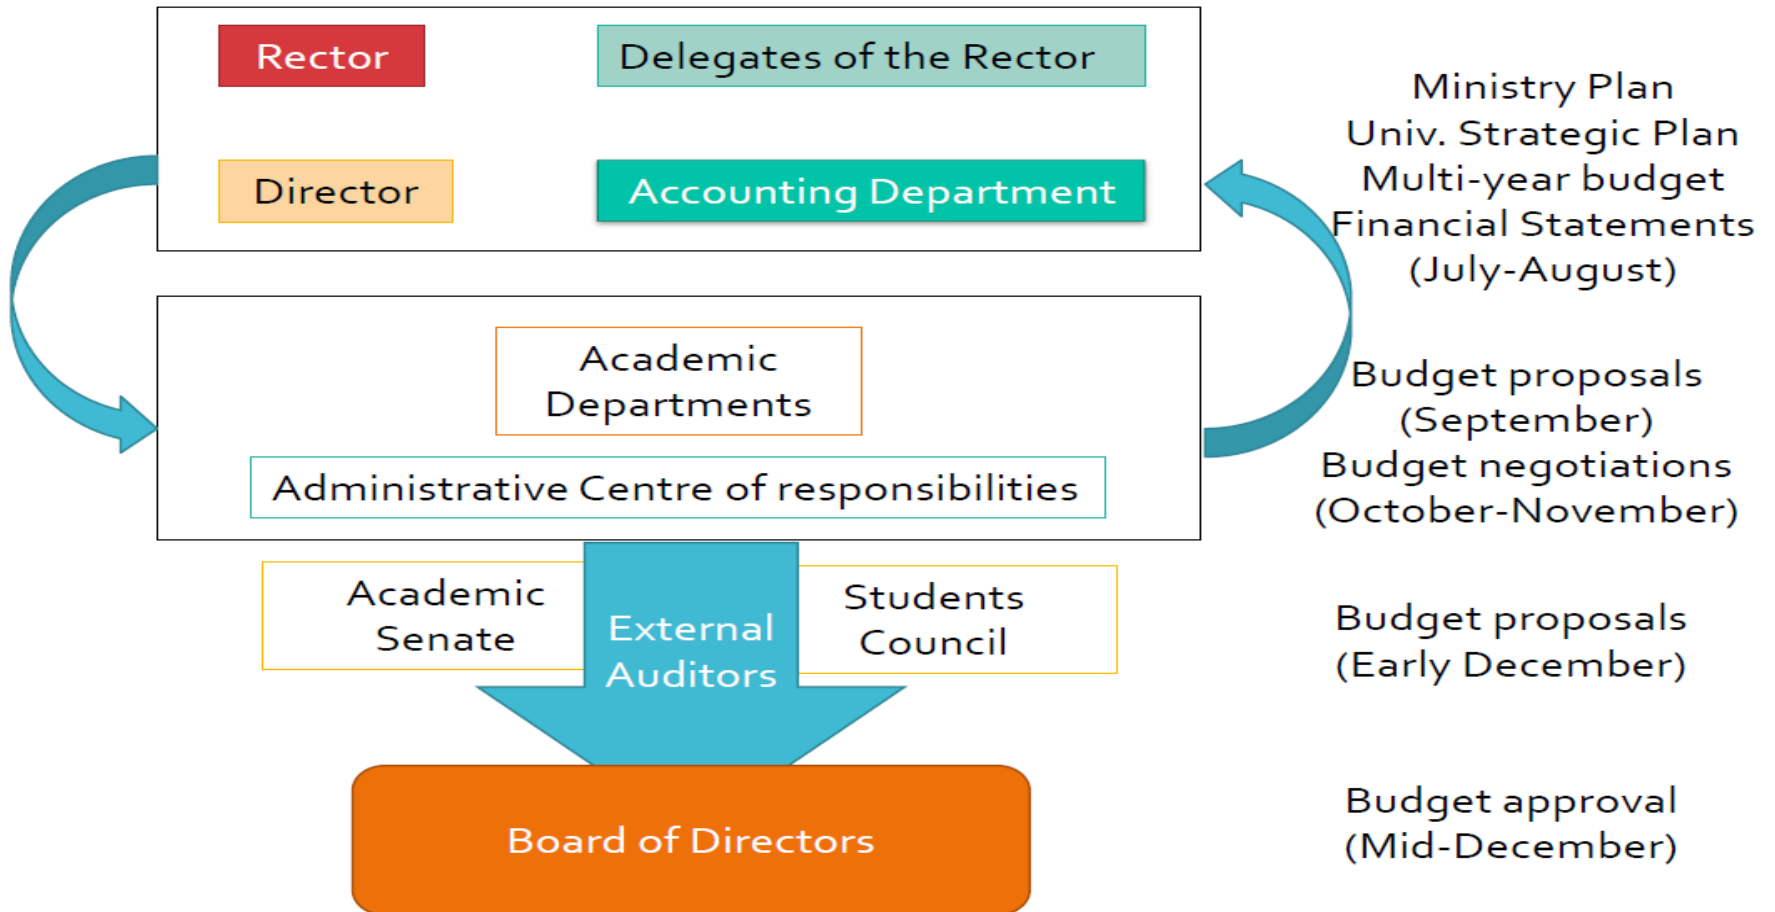 Rector
Delegates of the Rector
Director
Accounting Department
Ministry Plan
Univ. Strategic Plan
Multi-year budget
Financial Statements
(July-August)
Academic
Departments
Administrative Centre of responsibilities
Budget proposals
(September)
Budget negotiations
(October-November)
Academic
Senate
External
Auditors
Students
Council
Budget proposals
(Early December)
Board of Directors
Budget approval
(Mid-December)